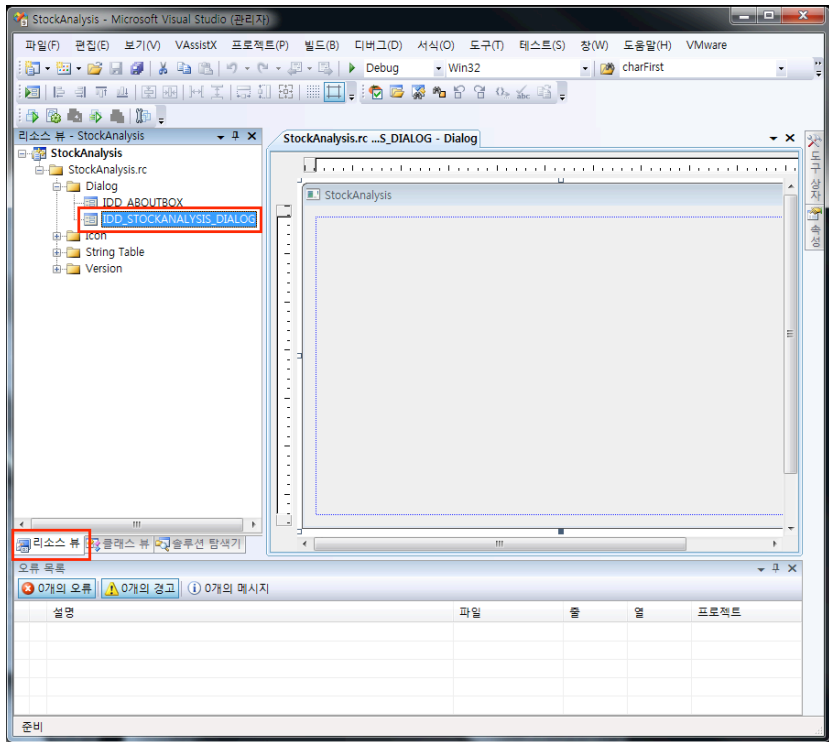 StockAnalysis - Microsoft Visual Studio (관리자)
파일(F) 편집(E) 보기(V) VAssistX 프로젝트(P) 빌드(B) 디버그(D) 서식(O) 도구(T) 테스트(S) 창(W) 도움말(H) VMware
Debug Win32 charFirst
리소스 뷰 - StockAnalysis
StockAnalysis
StockAnalysis.rc
Dialog
IDD_ABOUTBOX
IDD_STOCKANALYSIS_DIALOG
Icon
String Table
Version
리소스 뷰 클래스 뷰 솔루션 탐색기
StockAnalysis.rc ...S_DIALOG - Dialog
StockAnalysis
도구 상자
속성
오류 목록
0개의 오류 0개의 경고 0개의 메시지
설명 파일 줄 열 프로젝트
준비